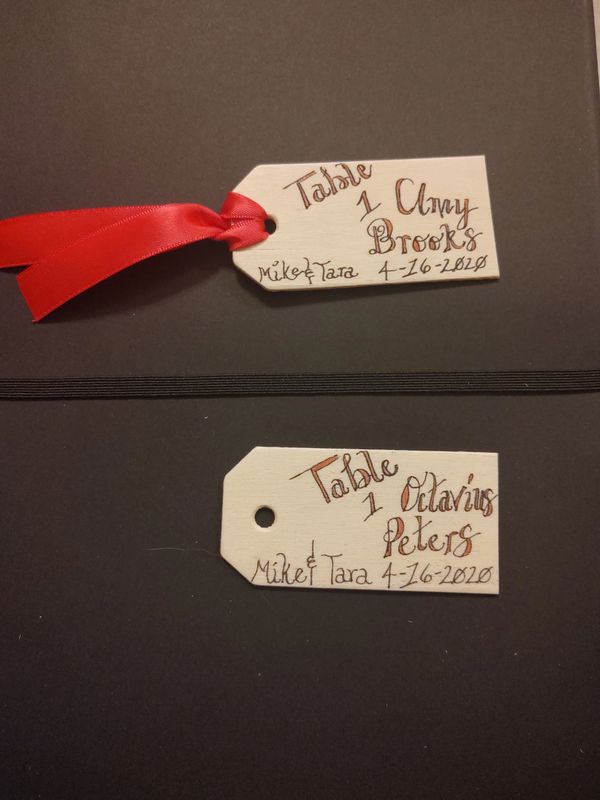 Table
1 Amy
Brooks
Mike & Tara 4-16-2020
Table
1 Octavius
Peters
Mike & Tara 4-16-2020